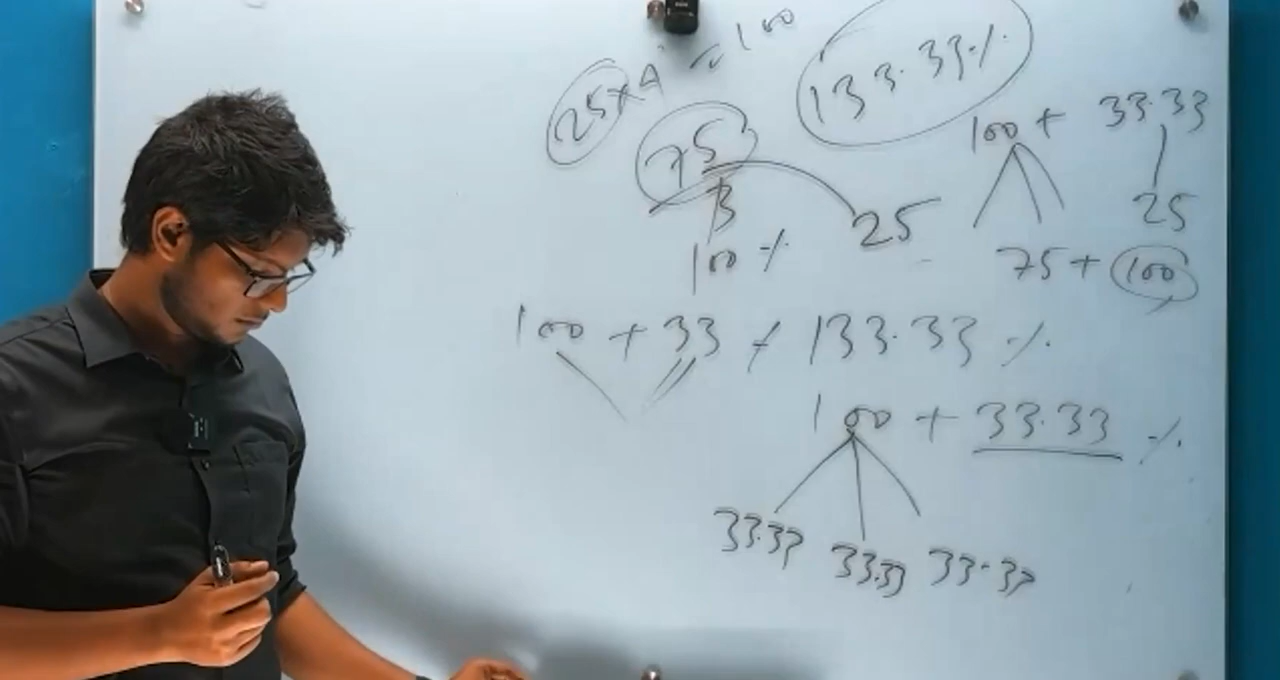 25 x 4 = 100
133.33%
100 + 33.33
75
3
25
25
100 %
75 + 100
100 + 33 = 133.33 %
100 + 33.33 %
33.33 33.33 33.33